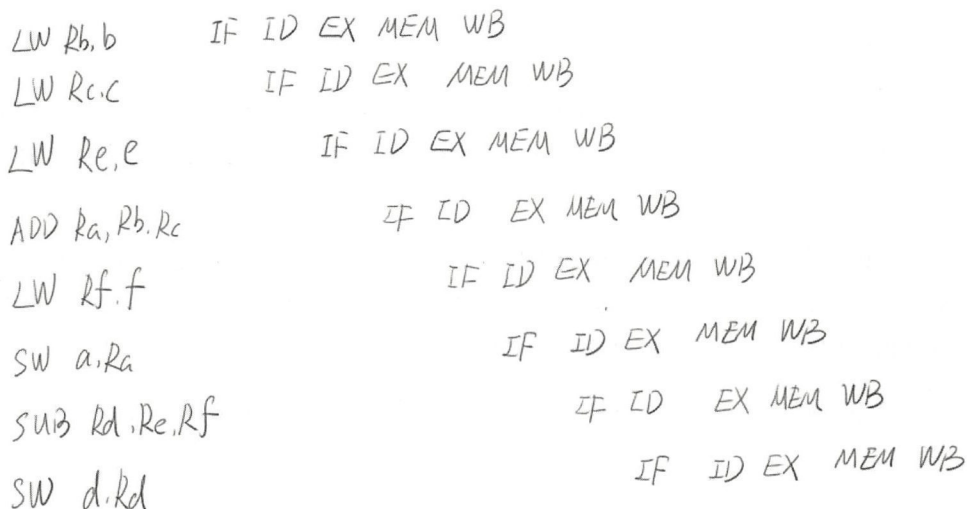 LW Rb,b IF ID EX MEM WB
LW Rc,c IF ID EX MEM WB
LW Re,e IF ID EX MEM WB
ADD Ra,Rb,Rc IF ID EX MEM WB
LW Rf,f IF ID EX MEM WB
SW a,Ra IF ID EX MEM WB
SUB Rd,Re,Rf IF ID EX MEM WB
SW d,Rd IF ID EX MEM WB